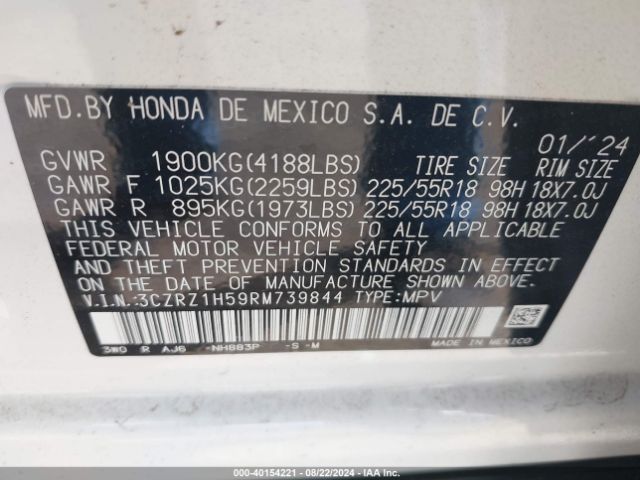 MFD.BY HONDA DE MEXICO S.A. DE C.V.
01/'24
GVWR 1900KG(4188LBS) TIRE SIZE RIM SIZE
GAWR F 1025KG(2259LBS) 225/55R18 98H 18X7.0J
GAWR R 895KG(1973LBS) 225/55R18 98H 18X7.0J
THIS VEHICLE CONFORMS TO ALL APPLICABLE
FEDERAL MOTOR VEHICLE SAFETY
AND THEFT PREVENTION STANDARDS IN EFFECT
ON THE DATE OF MANUFACTURE SHOWN ABOVE.
V.I.N.:3CZRZ1H59RM739844 TYPE:MPV
3W0 R AJ6 -NH883P -S -M
MADE IN MEXICO
000-40154221 - 08/22/2024 - IAA Inc.